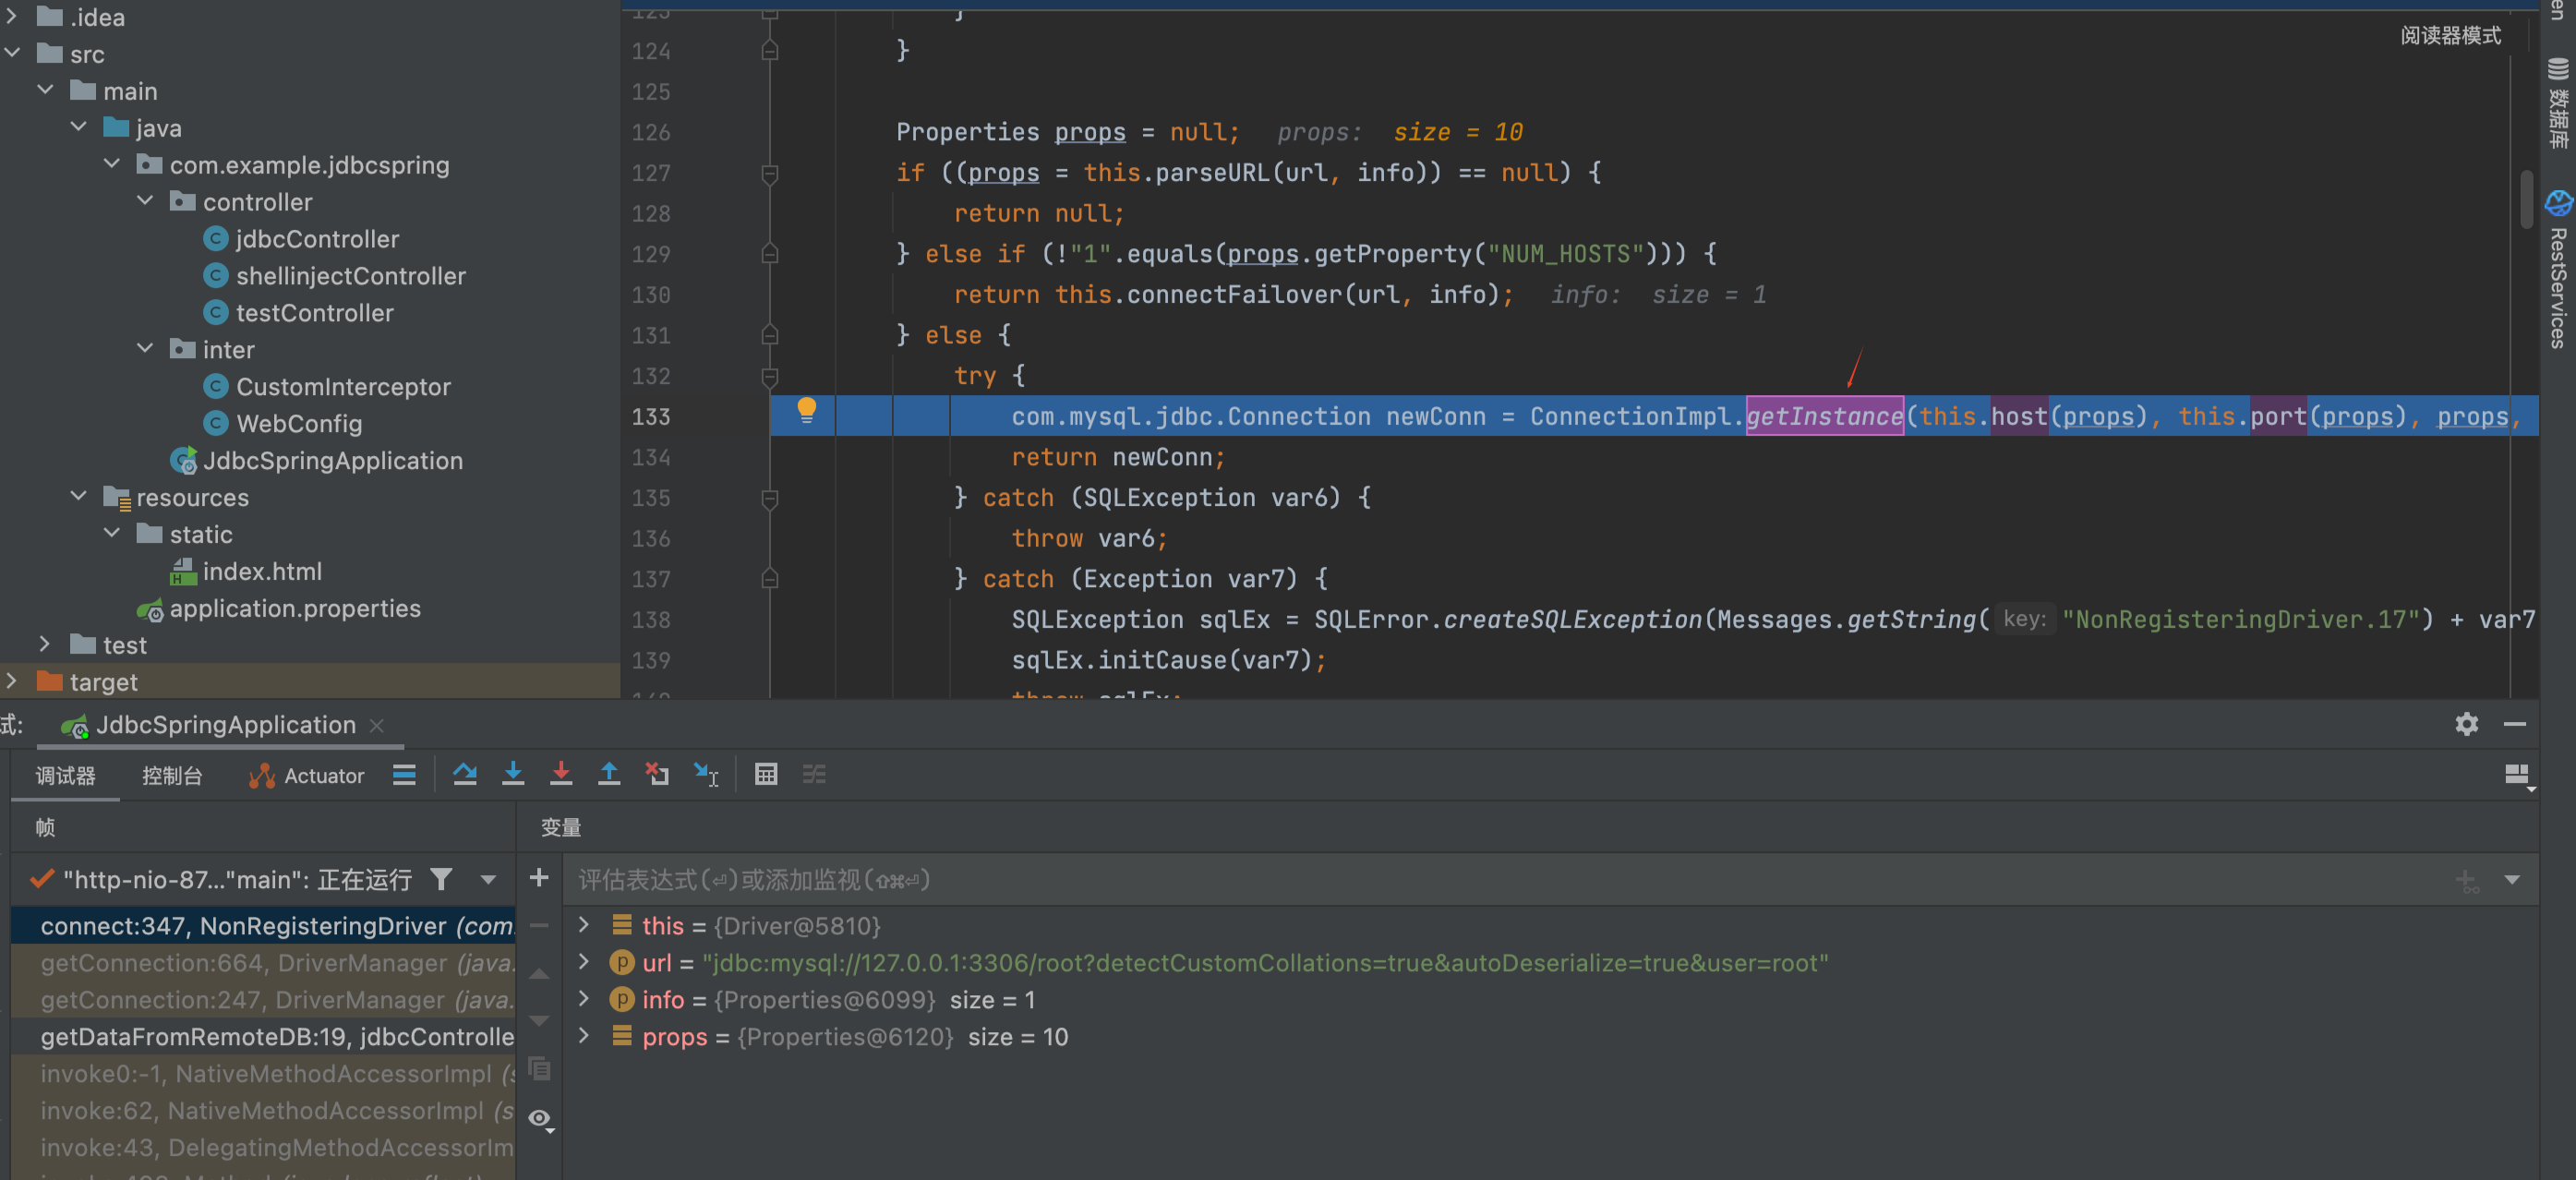 .idea
src
main
java
com.example.jdbcspring
controller
jdbcController
shellinjectController
testController
inter
CustomInterceptor
WebConfig
JdbcSpringApplication
resources
static
index.html
application.properties
test
target
阅读器模式
124 }
125
126 Properties props = null; props: size = 10
127 if ((props = this.parseURL(url, info)) == null) {
128 return null;
129 } else if (!"1".equals(props.getProperty("NUM_HOSTS"))) {
130 return this.connectFailover(url, info); info: size = 1
131 } else {
132 try {
133 com.mysql.jdbc.Connection newConn = ConnectionImpl.getInstance(this.host(props), this.port(props), props,
134 return newConn;
135 } catch (SQLException var6) {
136 throw var6;
137 } catch (Exception var7) {
138 SQLException sqlEx = SQLError.createSQLException(Messages.getString( key: "NonRegisteringDriver.17") + var7
139 sqlEx.initCause(var7);
en
数据库
RestServices
试: JdbcSpringApplication
调试器 控制台 Actuator
帧
变量
"http-nio-87..."main": 正在运行
评估表达式(⏎)或添加监视(⇧⌘⏎)
connect:347, NonRegisteringDriver (com.
getConnection:664, DriverManager (java.
getConnection:247, DriverManager (java.
getDataFromRemoteDB:19, jdbcControlle
invoke0:-1, NativeMethodAccessorImpl (s
invoke:62, NativeMethodAccessorImpl (s
invoke:43, DelegatingMethodAccessorIm
this = {Driver@5810}
url = "jdbc:mysql://127.0.0.1:3306/root?detectCustomCollations=true&autoDeserialize=true&user=root"
info = {Properties@6099} size = 1
props = {Properties@6120} size = 10